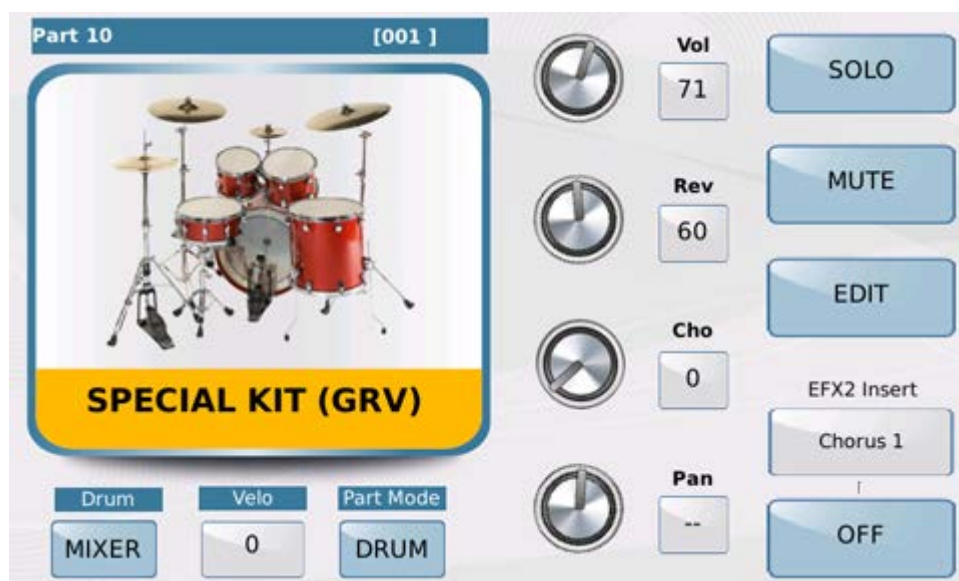 Part 10 [001 ]
SPECIAL KIT (GRV)
Drum
MIXER
Velo
0
Part Mode
DRUM
Vol
71
Rev
60
Cho
0
Pan
--
SOLO
MUTE
EDIT
EFX2 Insert
Chorus 1
OFF